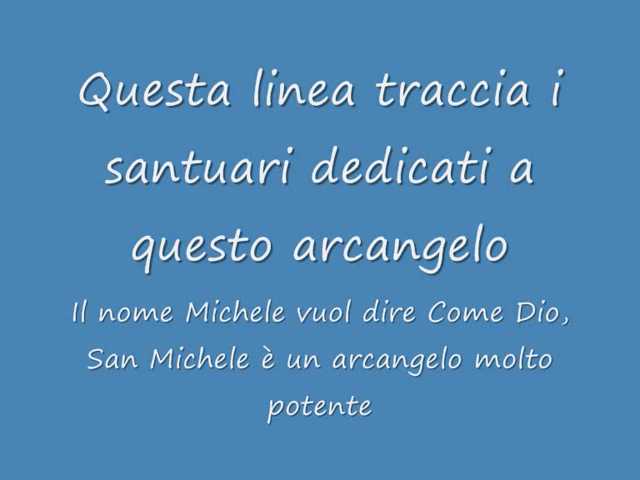 Questa linea traccia i
santuari dedicati a
questo arcangelo
Il nome Michele vuol dire Come Dio,
San Michele è un arcangelo molto
potente